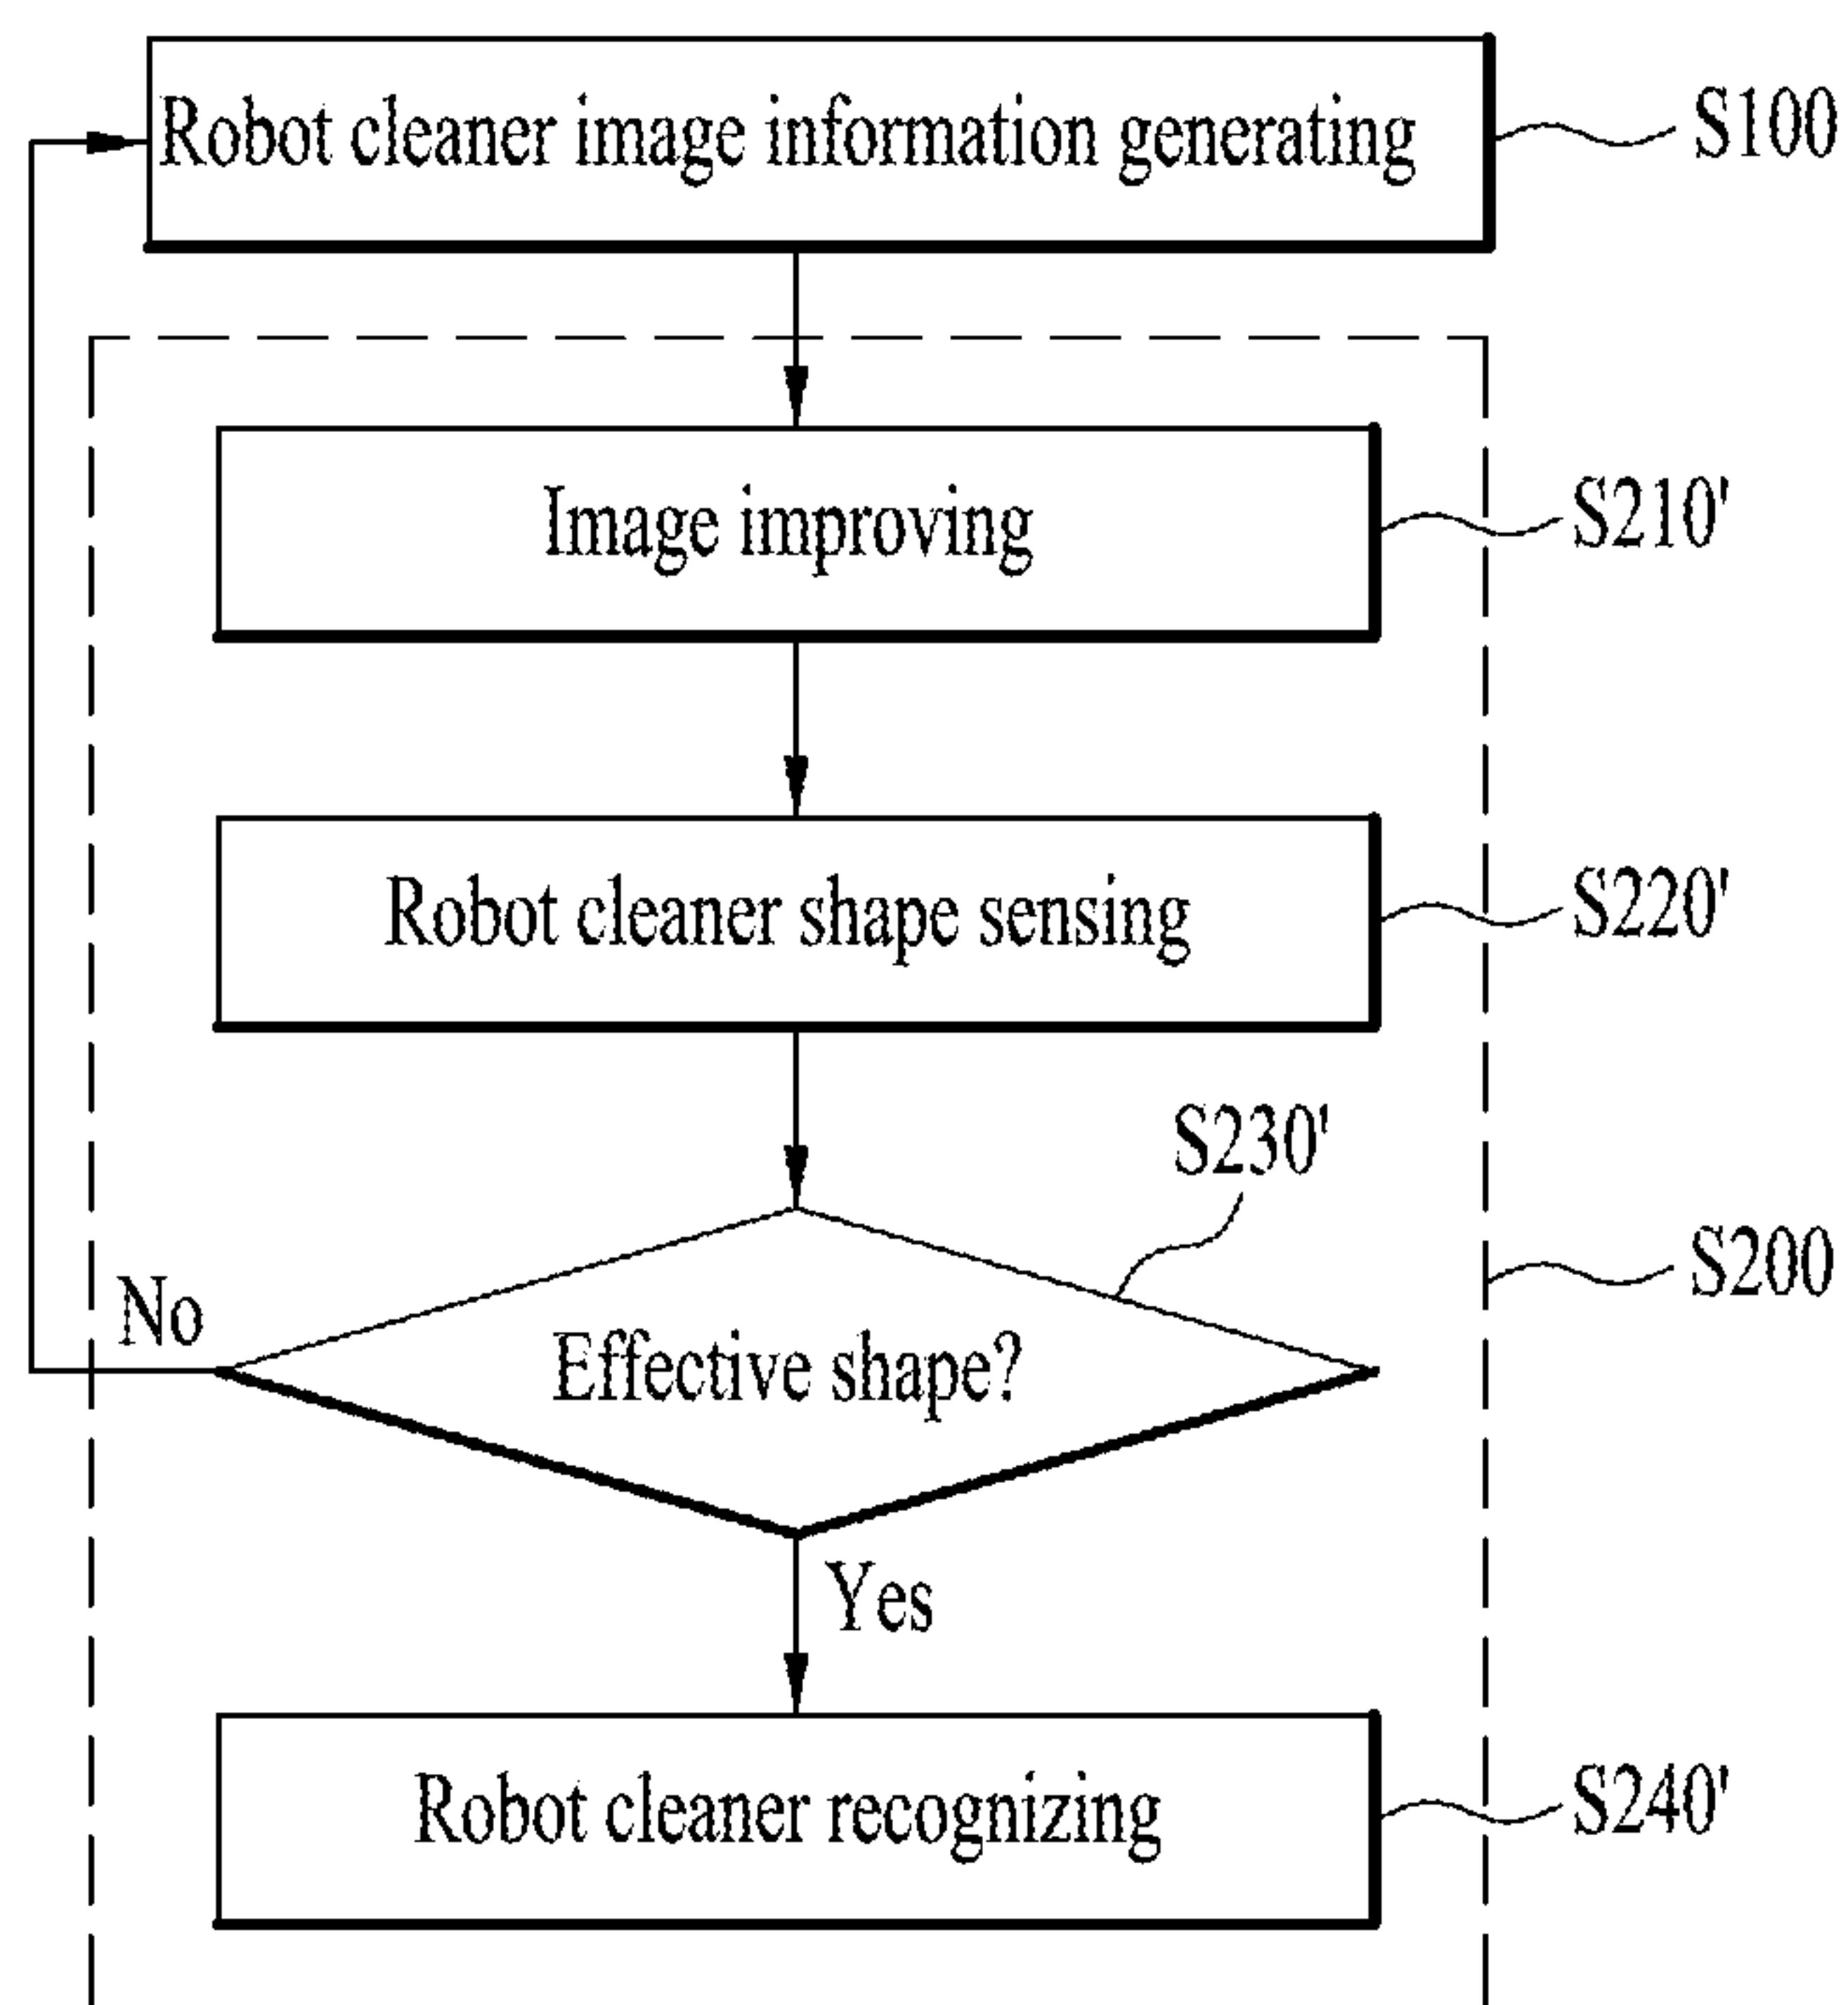 Robot cleaner image information generating
S100
Image improving
S210'
Robot cleaner shape sensing
S220'
S230'
S200
No
Effective shape?
Yes
Robot cleaner recognizing
S240'